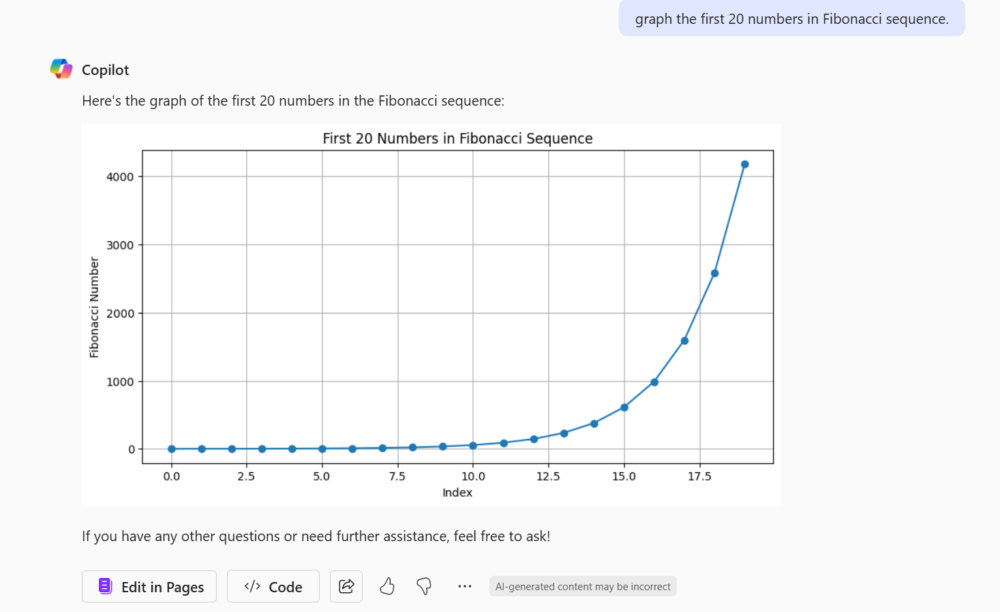 graph the first 20 numbers in Fibonacci sequence.
Copilot
Here's the graph of the first 20 numbers in the Fibonacci sequence:
First 20 Numbers in Fibonacci Sequence
4000
3000
2000
1000
0
Fibonacci Number
0.0 2.5 5.0 7.5 10.0 12.5 15.0 17.5
Index
If you have any other questions or need further assistance, feel free to ask!
Edit in Pages </> Code ··· AI-generated content may be incorrect